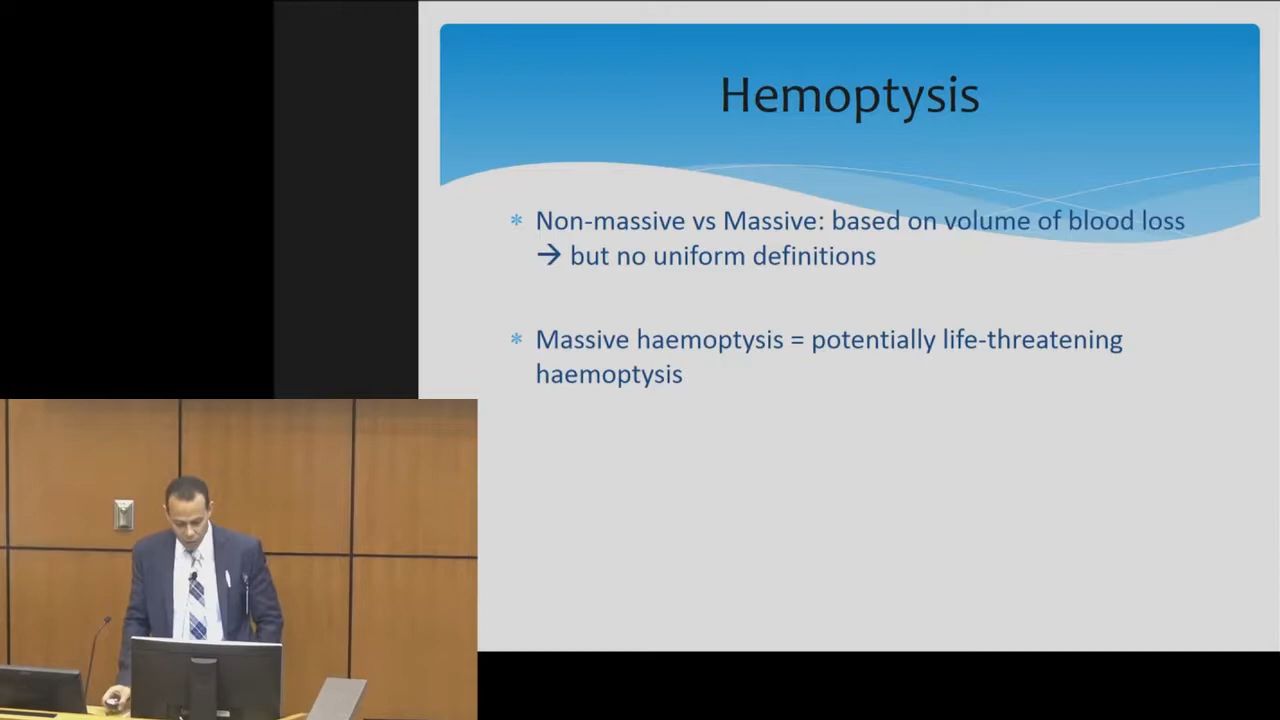 Hemoptysis
* Non-massive vs Massive: based on volume of blood loss
→ but no uniform definitions
* Massive haemoptysis = potentially life-threatening
haemoptysis